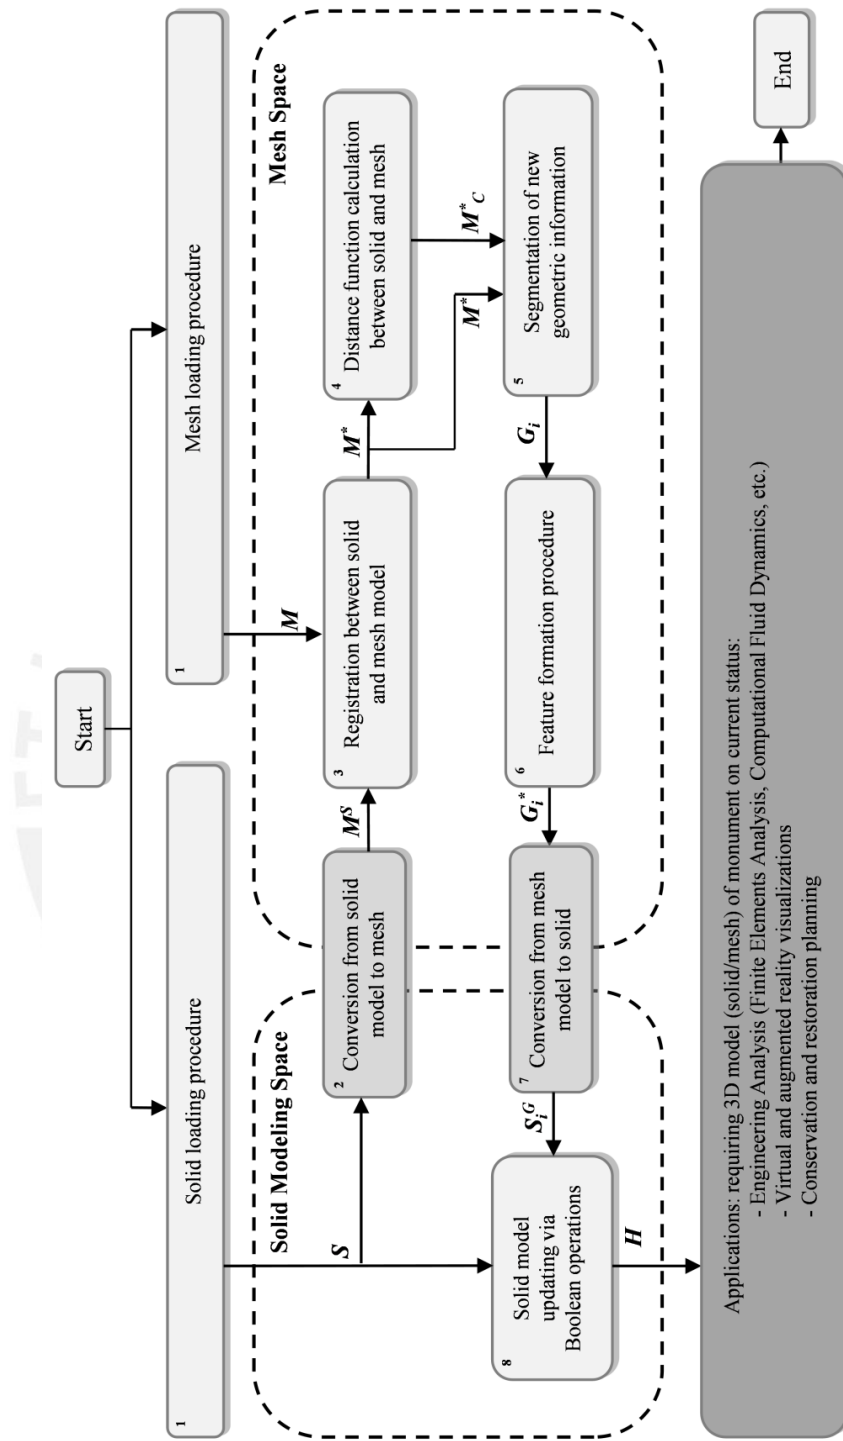 Start
1
Solid loading procedure
1
Mesh loading procedure
Solid Modeling Space
Mesh Space
S
M
2
Conversion from solid
model to mesh
M^S
3
Registration between solid
and mesh model
M*
4
Distance function calculation
between solid and mesh
M*
M*_C
8
Solid model
updating via
Boolean operations
S_i^G
7
Conversion from mesh
model to solid
G_i*
6
Feature formation procedure
G_i
5
Segmentation of new
geometric information
H
Applications: requiring 3D model (solid/mesh) of monument on current status:
- Engineering Analysis (Finite Elements Analysis, Computational Fluid Dynamics, etc.)
- Virtual and augmented reality visualizations
- Conservation and restoration planning
End